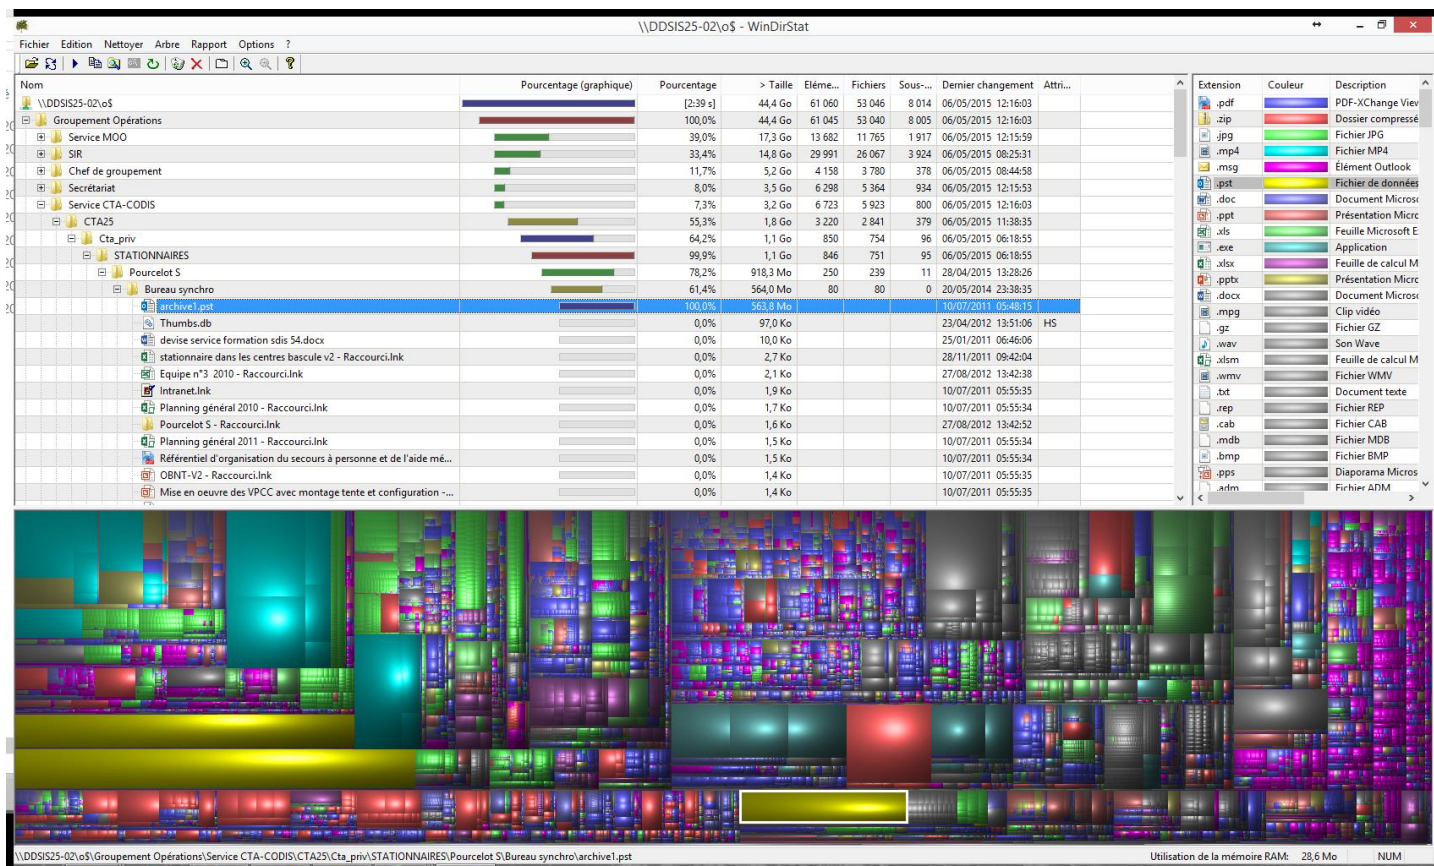 \\DDSIS25-02\o$ - WinDirStat
Fichier Edition Nettoyer Arbre Rapport Options ?
Nom Pourcentage (graphique) Pourcentage > Taille Eléme... Fichiers Sous-... Dernier changement Attri...
\\DDSIS25-02\o$ [2:39 s] 44,4 Go 61 060 53 046 8 014 06/05/2015 12:16:03
Groupement Opérations 100,0% 44,4 Go 61 045 53 040 8 005 06/05/2015 12:16:03
Service MOO 39,0% 17,3 Go 13 682 11 765 1 917 06/05/2015 12:15:59
SIR 33,4% 14,8 Go 29 991 26 067 3 924 06/05/2015 08:25:31
Chef de groupement 11,7% 5,2 Go 4 158 3 780 378 06/05/2015 08:44:58
Secrétariat 8,0% 3,5 Go 6 298 5 364 934 06/05/2015 12:15:53
Service CTA-CODIS 7,3% 3,2 Go 6 723 5 923 800 06/05/2015 12:16:03
CTA25 55,3% 1,8 Go 3 220 2 841 379 06/05/2015 11:38:35
Cta_priv 64,2% 1,1 Go 850 754 96 06/05/2015 06:18:55
STATIONNAIRES 99,9% 1,1 Go 846 751 95 06/05/2015 06:18:55
Pourcelot S 78,2% 918,3 Mo 250 239 11 28/04/2015 13:28:26
Bureau synchro 61,4% 564,0 Mo 80 80 0 20/05/2014 23:38:35
archive1.pst 100,0% 563,8 Mo 10/07/2011 05:48:15
Thumbs.db 0,0% 97,0 Ko 23/04/2012 13:51:06 HS
devise service formation sdis 54.docx 0,0% 10,0 Ko 25/01/2011 06:46:06
stationnaire dans les centres bascule v2 - Raccourci.lnk 0,0% 2,7 Ko 28/11/2011 09:42:04
Equipe n°3 2010 - Raccourci.lnk 0,0% 2,1 Ko 27/08/2012 13:42:38
Intranet.lnk 0,0% 1,9 Ko 10/07/2011 05:55:35
Planning général 2010 - Raccourci.lnk 0,0% 1,7 Ko 10/07/2011 05:55:34
Pourcelot S - Raccourci.lnk 0,0% 1,6 Ko 27/08/2012 13:42:52
Planning général 2011 - Raccourci.lnk 0,0% 1,5 Ko 10/07/2011 05:55:34
Référentiel d'organisation du secours à personne et de l'aide mé... 0,0% 1,5 Ko 10/07/2011 05:55:35
OBNT-V2 - Raccourci.lnk 0,0% 1,4 Ko 10/07/2011 05:55:35
Mise en oeuvre des VPCC avec montage tente et configuration -... 0,0% 1,4 Ko 10/07/2011 05:55:35
Extension Couleur Description
.pdf PDF-XChange View
.zip Dossier compressé
.jpg Fichier JPG
.mp4 Fichier MP4
.msg Élément Outlook
.pst Fichier de données
.doc Document Microso
.ppt Présentation Micro
.xls Feuille Microsoft E
.exe Application
.xlsx Feuille de calcul M
.pptx Présentation Micro
.docx Document Microso
.mpg Clip vidéo
.gz Fichier GZ
.wav Son Wave
.xlsm Feuille de calcul M
.wmv Fichier WMV
.txt Document texte
.rep Fichier REP
.cab Fichier CAB
.mdb Fichier MDB
.bmp Fichier BMP
.pps Diaporama Micros
.adm Fichier ADM
\\DDSIS25-02\o$\Groupement Opérations\Service CTA-CODIS\CTA25\Cta_priv\STATIONNAIRES\Pourcelot S\Bureau synchro\archive1.pst Utilisation de la mémoire RAM: 28,6 Mo NUM